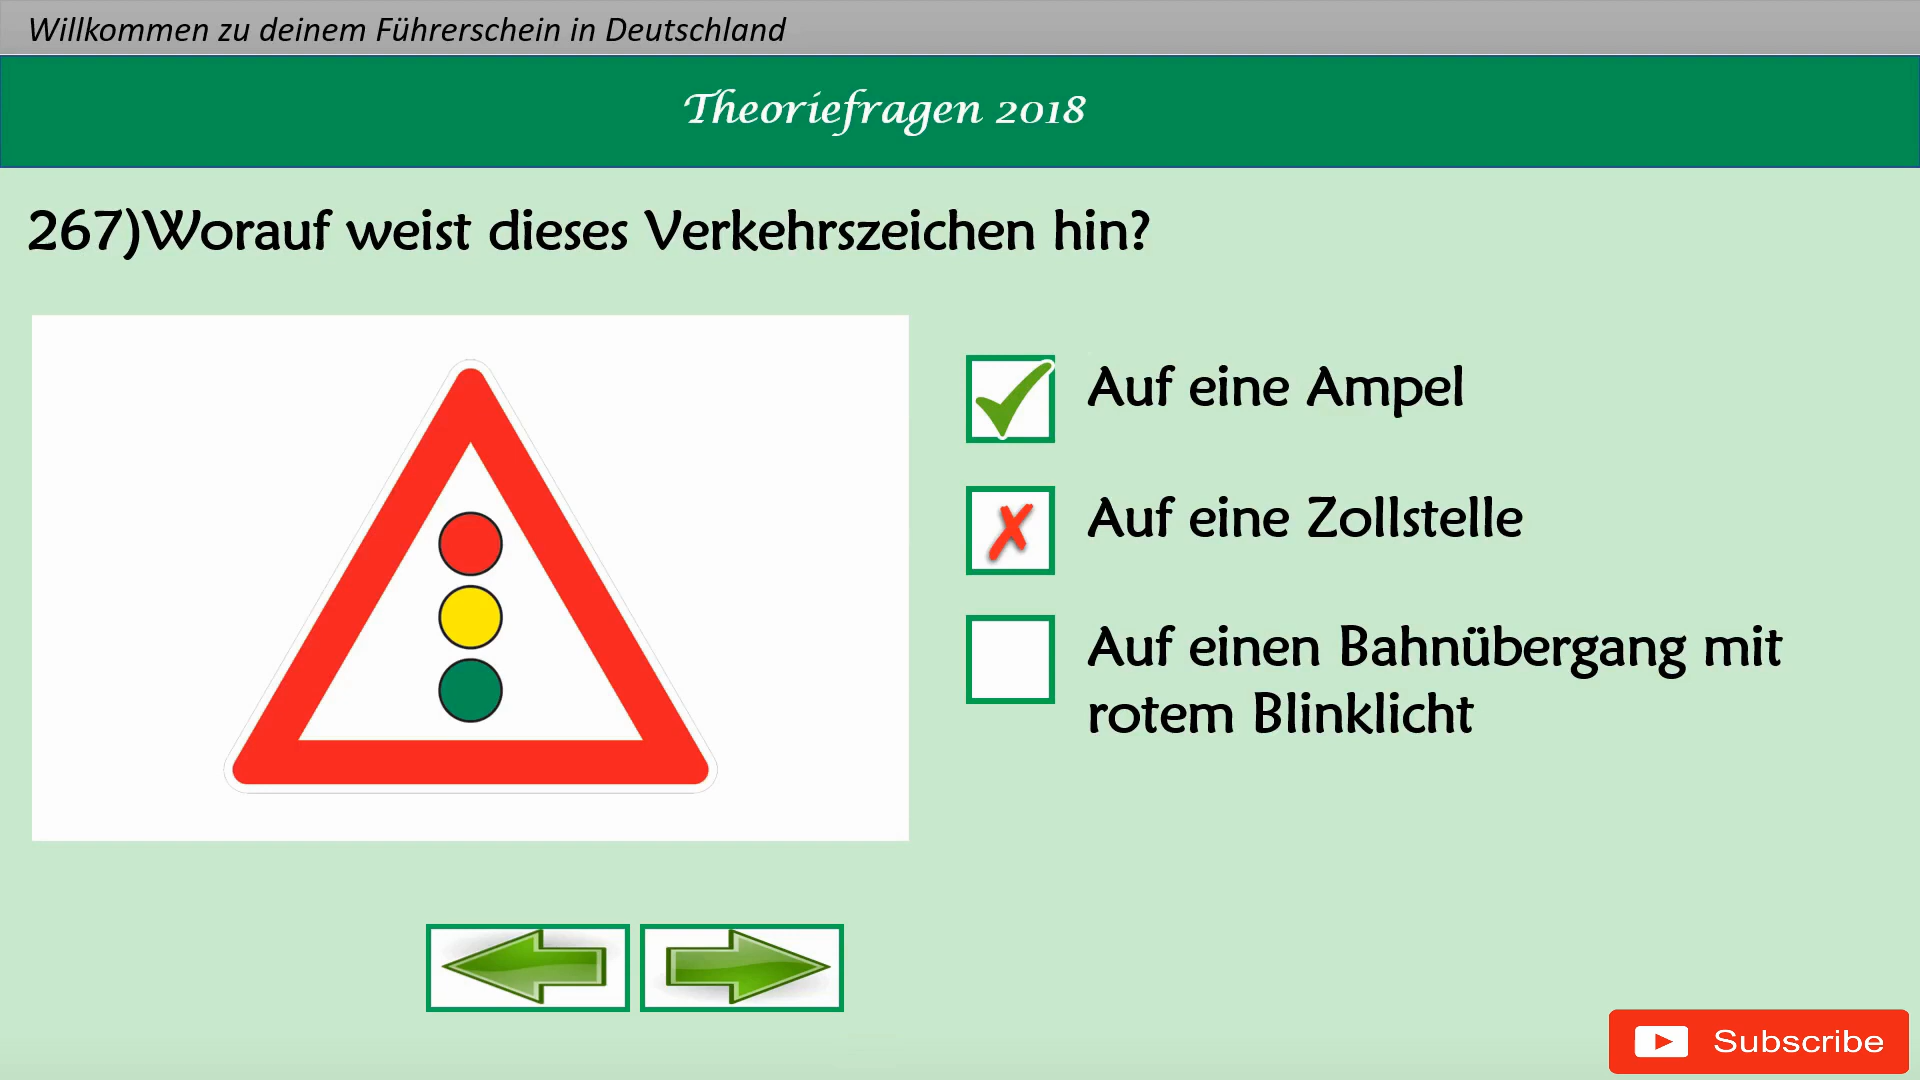 Willkommen zu deinem Führerschein in Deutschland
Theoriefragen 2018
267)Worauf weist dieses Verkehrszeichen hin?
Auf eine Ampel
Auf eine Zollstelle
Auf einen Bahnübergang mit
rotem Blinklicht
Subscribe